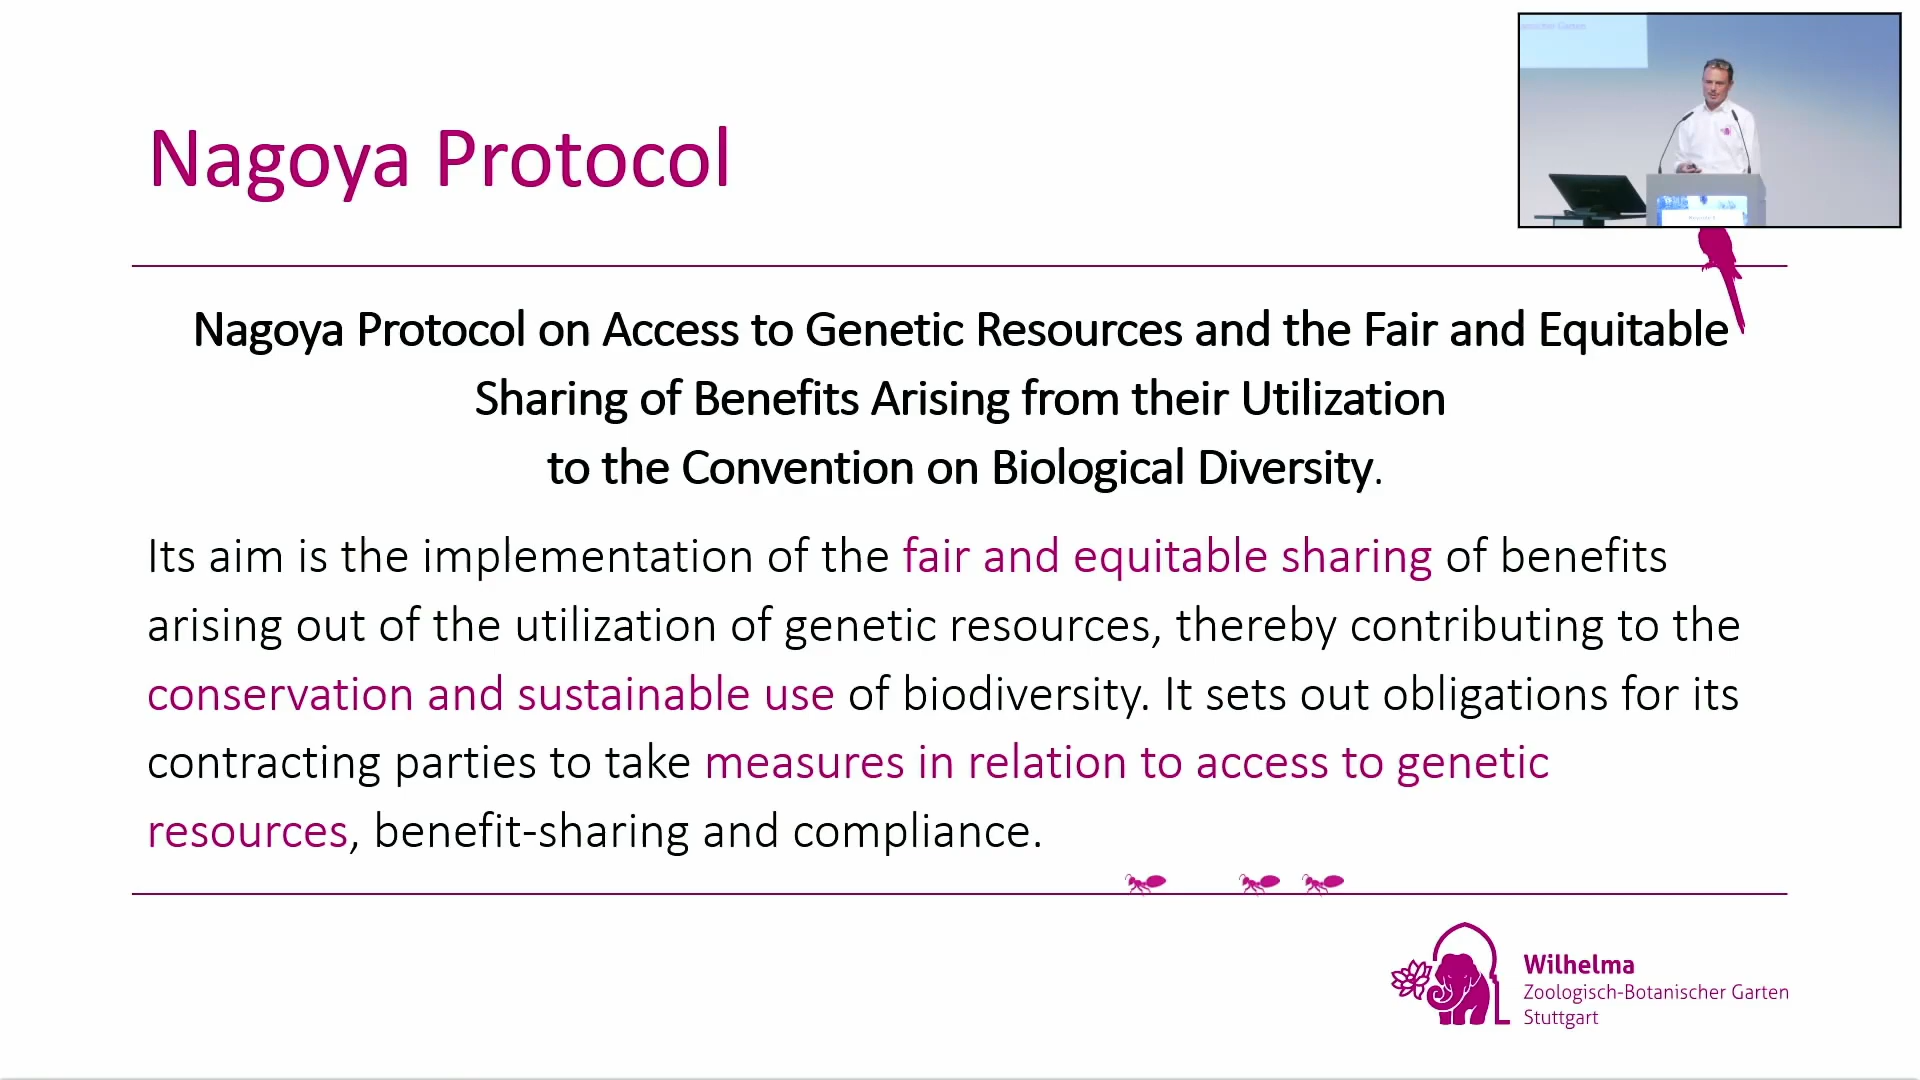 Nagoya Protocol
Nagoya Protocol on Access to Genetic Resources and the Fair and Equitable
Sharing of Benefits Arising from their Utilization
to the Convention on Biological Diversity.
Its aim is the implementation of the fair and equitable sharing of benefits
arising out of the utilization of genetic resources, thereby contributing to the
conservation and sustainable use of biodiversity. It sets out obligations for its
contracting parties to take measures in relation to access to genetic
resources, benefit-sharing and compliance.
Wilhelma
Zoologisch-Botanischer Garten
Stuttgart